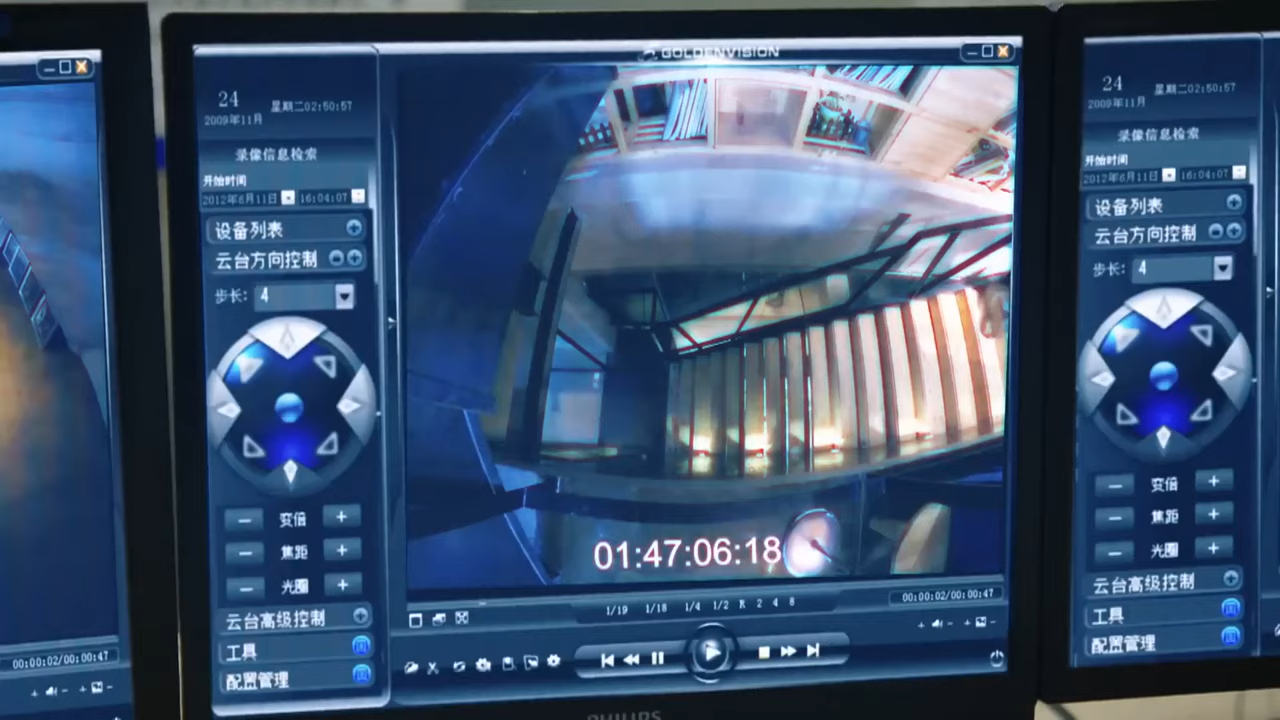 GOLDENVISION
24
星期二02:50:57
2009年11月
录像信息检索
开始时间
2012年6月11日 16:04:07
设备列表
云台方向控制
步长: 4
变倍
焦距
光圈
云台高级控制
工具
配置管理
01:47:06:18
1/19 1/18 1/4 1/2 R 2 4 8
00:00:02/00:00:47
PHILIPS
00:00:02/00:00:47
24
星期二02:50:57
2009年11月
录像信息检索
开始时间
2012年6月11日 16:04:07
设备列表
云台方向控制
步长: 4
变倍
焦距
光圈
云台高级控制
工具
配置管理